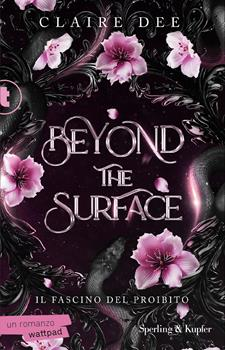 CLAIRE DEE
t
BEYOND
THE
SURFACE
IL FASCINO DEL PROIBITO
un romanzo
wattpad
Sperling & Kupfer